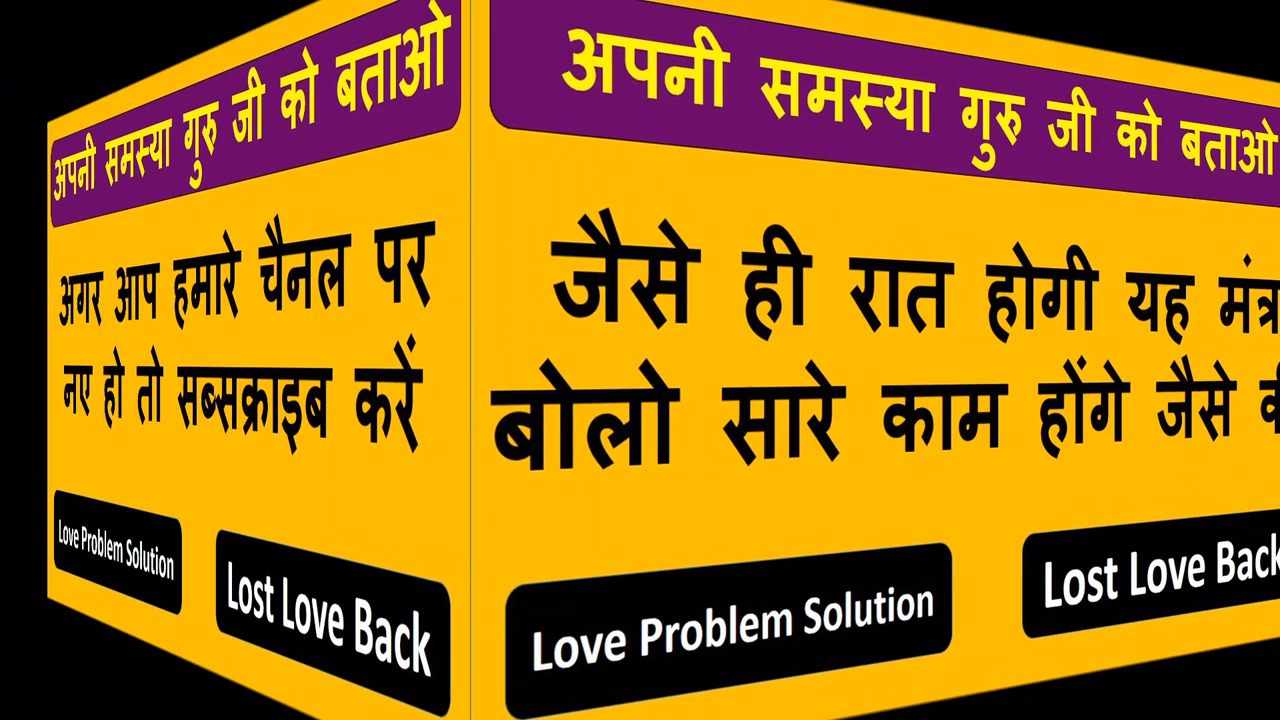 अपनी समस्या गुरु जी को बताओ
अगर आप हमारे चैनल पर
नए हो तो सब्सक्राइब करें
Love Problem Solution
Lost Love Back
अपनी समस्या गुरु जी को बताओ
जैसे ही रात होगी यह
बोलो सारे काम होंगे जैसे
Love Problem Solution
Lost Love Back